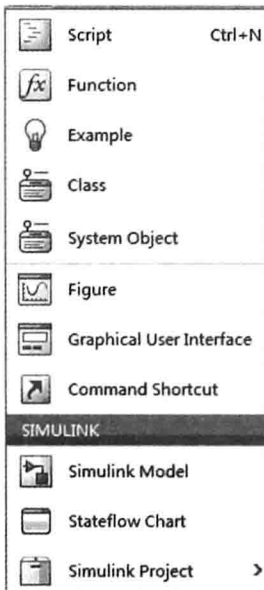 Script Ctrl+N
fx Function
Example
Class
System Object
Figure
Graphical User Interface
Command Shortcut
SIMULINK
Simulink Model
Stateflow Chart
Simulink Project >